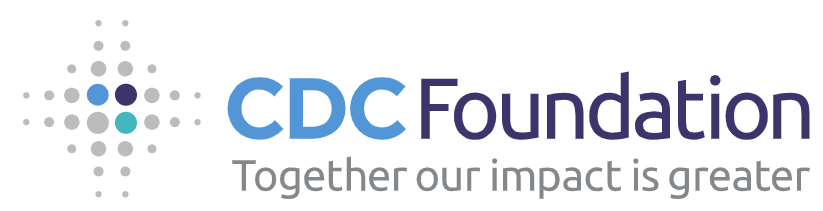 CDC Foundation
Together our impact is greater